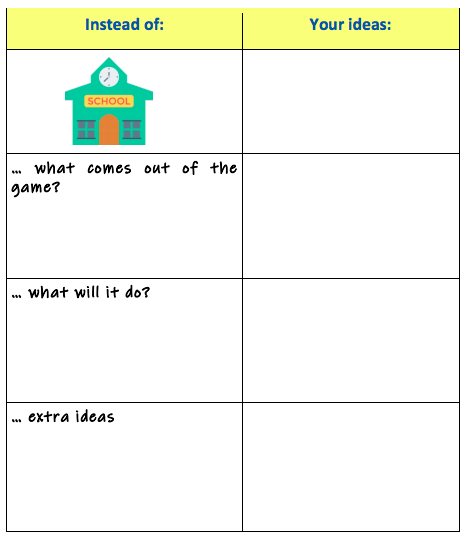 Instead of:
Your ideas:
SCHOOL
... what comes out of the
game?
... what will it do?
... extra ideas